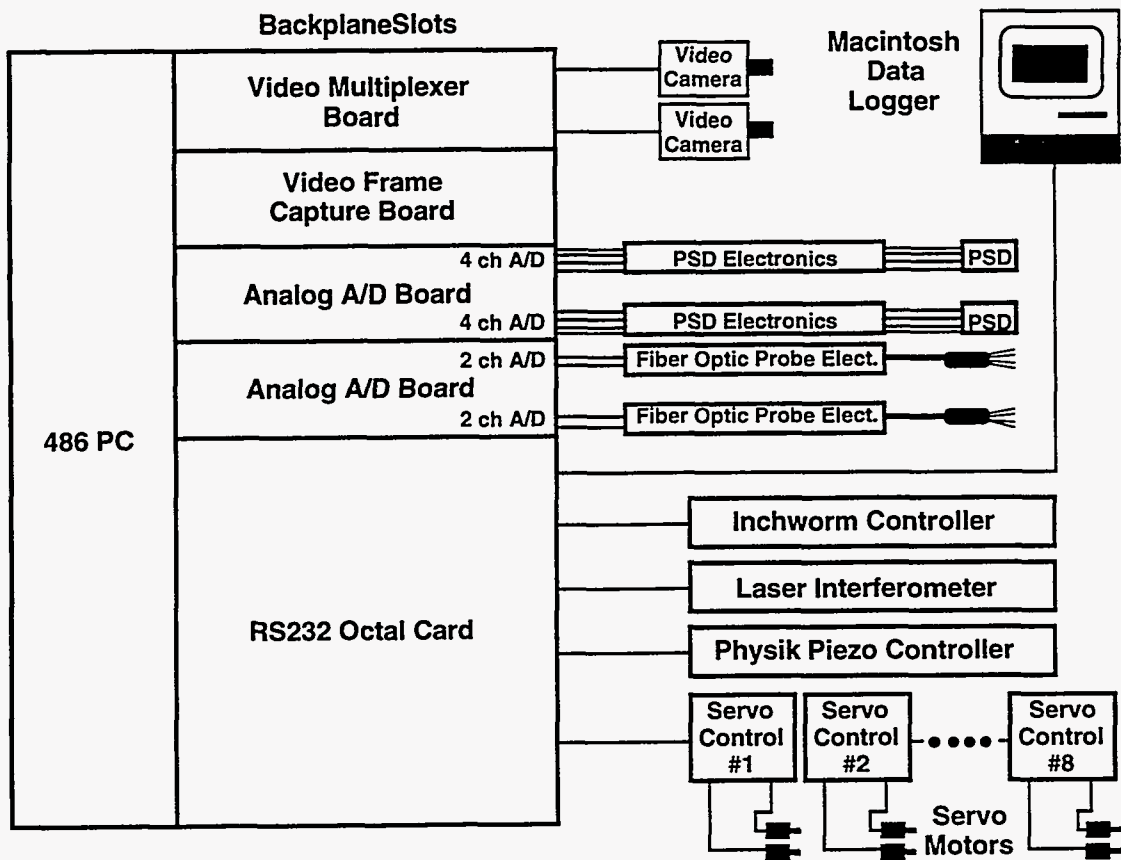 BackplaneSlots
486 PC
Video Multiplexer
Board
Video Frame
Capture Board
4 ch A/D
Analog A/D Board
4 ch A/D
2 ch A/D
Analog A/D Board
2 ch A/D
RS232 Octal Card
Video
Camera
Video
Camera
Macintosh
Data
Logger
PSD Electronics
PSD
PSD Electronics
PSD
Fiber Optic Probe Elect.
Fiber Optic Probe Elect.
Inchworm Controller
Laser Interferometer
Physik Piezo Controller
Servo
Control
#1
Servo
Control
#2
Servo
Control
#8
Servo
Motors